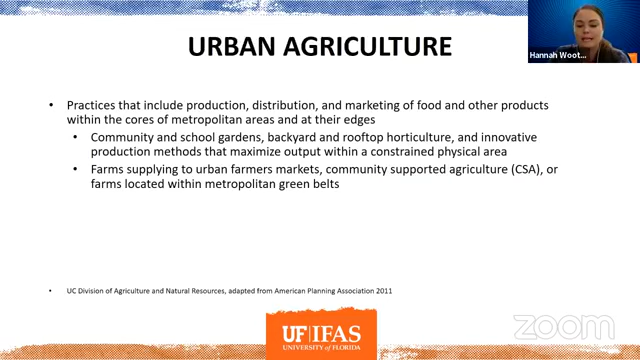 URBAN AGRICULTURE
Hannah Woot...
• Practices that include production, distribution, and marketing of food and other products
within the cores of metropolitan areas and at their edges
• Community and school gardens, backyard and rooftop horticulture, and innovative
production methods that maximize output within a constrained physical area
• Farms supplying to urban farmers markets, community supported agriculture (CSA), or
farms located within metropolitan green belts
• UC Division of Agriculture and Natural Resources, adapted from American Planning Association 2011
UF|IFAS
UNIVERSITY of FLORIDA
zoom